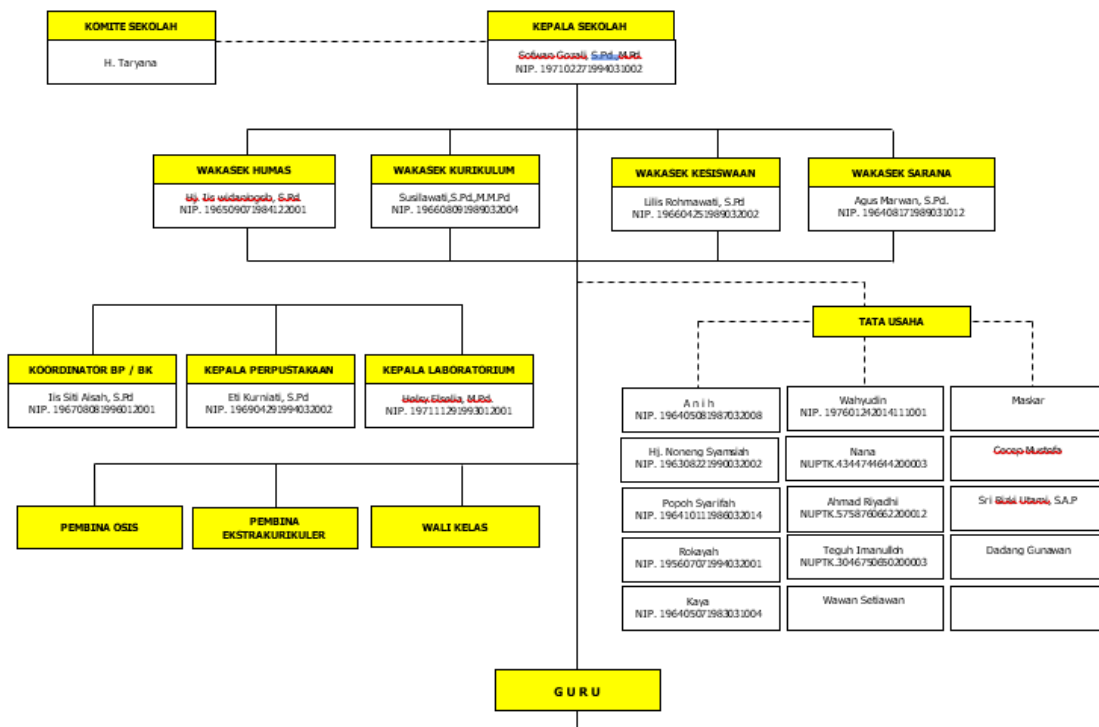 KOMITE SEKOLAH
H. Taryana
KEPALA SEKOLAH
Sofwan Gozali, S.Pd.,M.Pd.
NIP. 197102271994031002
WAKASEK HUMAS
Hj. Iis widaningsih, S.Pd.
NIP. 196509071984122001
WAKASEK KURIKULUM
Susilawati,S.Pd.,M.M.Pd
NIP. 196608091989032004
WAKASEK KESISWAAN
Lilis Rohmawati, S.Pd
NIP. 196604251989032002
WAKASEK SARANA
Agus Marwan, S.Pd.
NIP. 196408171989031012
TATA USAHA
KOORDINATOR BP / BK
Iis Siti Aisah, S.Pd
NIP. 196708081996012001
KEPALA PERPUSTAKAAN
Eti Kurniati, S.Pd
NIP. 196904291994032002
KEPALA LABORATORIUM
M.Pd.
NIP. 197111291993012001
A n i h
NIP. 196405081987032008
Wahyudin
NIP. 197601242014111001
Maskar
Hj. Noneng Syamsiah
NIP. 196308221990032002
Nana
NUPTK.4344744644200003
Cecep Mustofa
Popoh Syarifah
NIP. 196410111986032014
Ahmad Riyadhi
NUPTK.5758760662200012
Sri Rizki Utami, S.A.P
Rokayah
NIP. 195607071994032001
Teguh Imanulloh
NUPTK.3046750650200003
Dadang Gunawan
Kaya
NIP. 196405071983031004
Wawan Setiawan
PEMBINA OSIS
PEMBINA
EKSTRAKURIKULER
WALI KELAS
G U R U